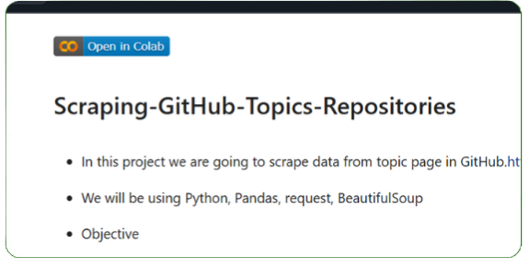 Open in Colab
Scraping-GitHub-Topics-Repositories
In this project we are going to scrape data from topic page in GitHub.ht
We will be using Python, Pandas, request, BeautifulSoup
Objective